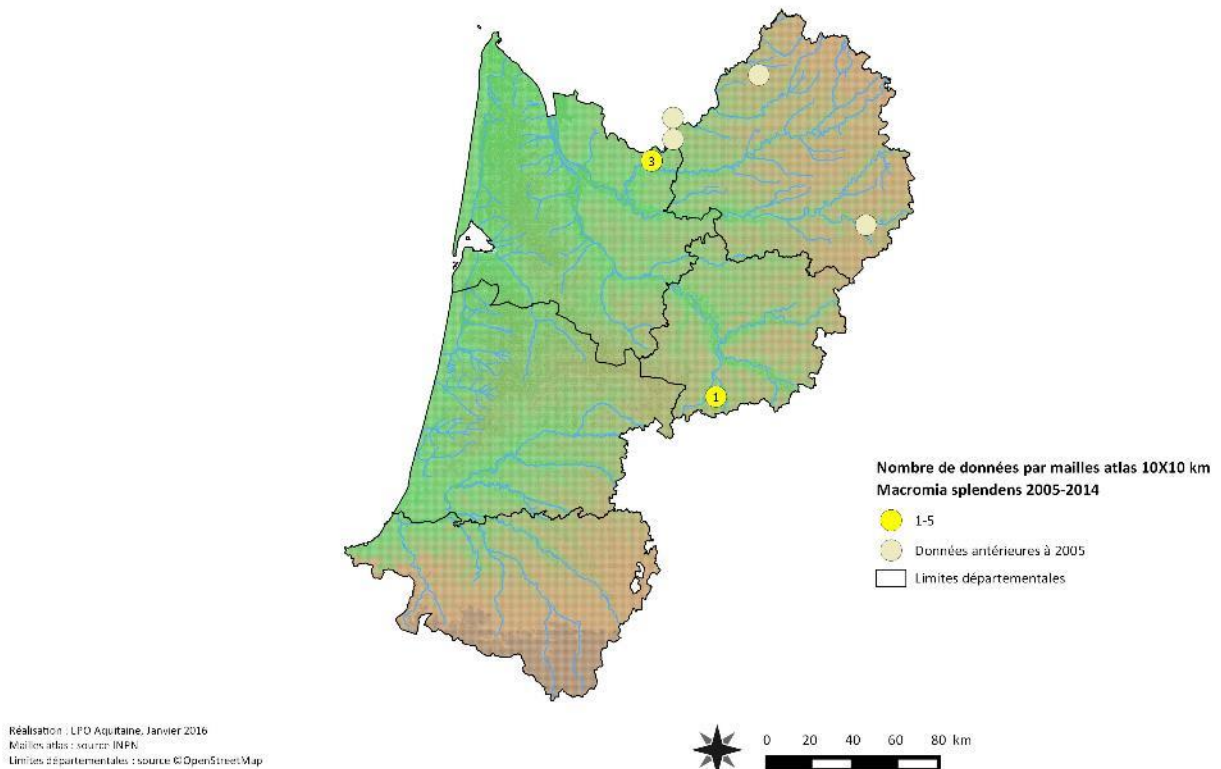 3
1
Nombre de données par mailles atlas 10X10 km
Macromia splendens 2005-2014
1-5
Données antérieures à 2005
Limites départementales
Réalisation : LPO Aquitaine, Janvier 2016
Mailles atlas : source INPN
Limites départementales : source ©OpenStreetMap
0 20 40 60 80 km